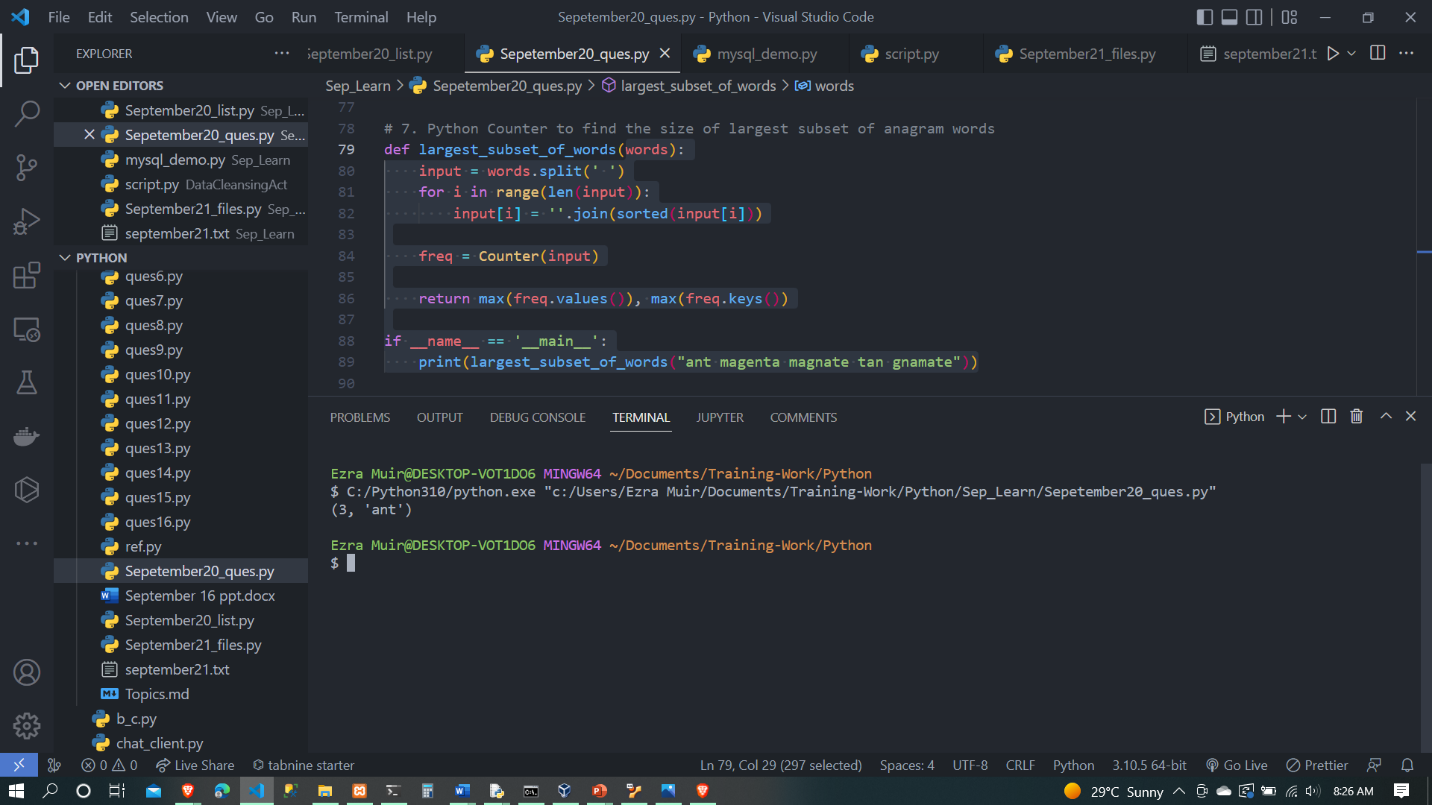 File Edit Selection View Go Run Terminal Help
Sepetember20_ques.py - Python - Visual Studio Code
EXPLORER
September20_list.py
Sepetember20_ques.py
mysql_demo.py
script.py
September21_files.py
september21.t
OPEN EDITORS
September20_list.py Sep_L...
Sepetember20_ques.py Se...
mysql_demo.py Sep_Learn
script.py DataCleansingAct
September21_files.py Sep_...
september21.txt Sep_Learn
PYTHON
ques6.py
ques7.py
ques8.py
ques9.py
ques10.py
ques11.py
ques12.py
ques13.py
ques14.py
ques15.py
ques16.py
ref.py
Sepetember20_ques.py
September 16 ppt.docx
September20_list.py
September21_files.py
september21.txt
Topics.md
b_c.py
chat_client.py
Sep_Learn > Sepetember20_ques.py > largest_subset_of_words > words
77
78 # 7. Python Counter to find the size of largest subset of anagram words
79 def largest_subset_of_words(words):
80 input = words.split(' ')
81 for i in range(len(input)):
82 input[i] = ''.join(sorted(input[i]))
83
84 freq = Counter(input)
85
86 return max(freq.values()), max(freq.keys())
87
88 if __name__ == '__main__':
89 print(largest_subset_of_words("ant magenta magnate tan gnamate"))
90
PROBLEMS OUTPUT DEBUG CONSOLE TERMINAL JUPYTER COMMENTS
Python
Ezra Muir@DESKTOP-VOT1DO6 MINGW64 ~/Documents/Training-Work/Python
$ C:/Python310/python.exe "c:/Users/Ezra Muir/Documents/Training-Work/Python/Sep_Learn/Sepetember20_ques.py"
(3, 'ant')
Ezra Muir@DESKTOP-VOT1DO6 MINGW64 ~/Documents/Training-Work/Python
$
0 0 Live Share tabnine starter
Ln 79, Col 29 (297 selected) Spaces: 4 UTF-8 CRLF Python 3.10.5 64-bit Go Live Prettier
29°C Sunny 8:26 AM